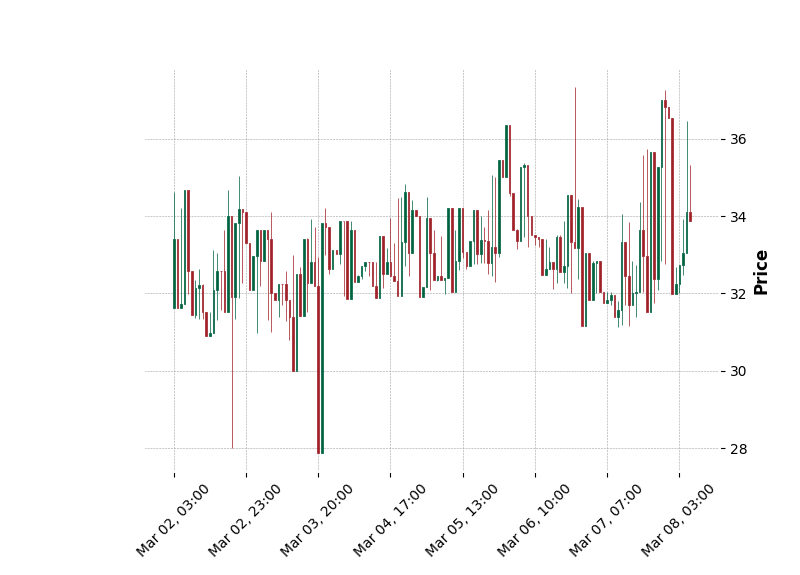 36
34
32
30
28
Price
Mar 02, 03:00
Mar 02, 23:00
Mar 03, 20:00
Mar 04, 17:00
Mar 05, 13:00
Mar 06, 10:00
Mar 07, 07:00
Mar 08, 03:00